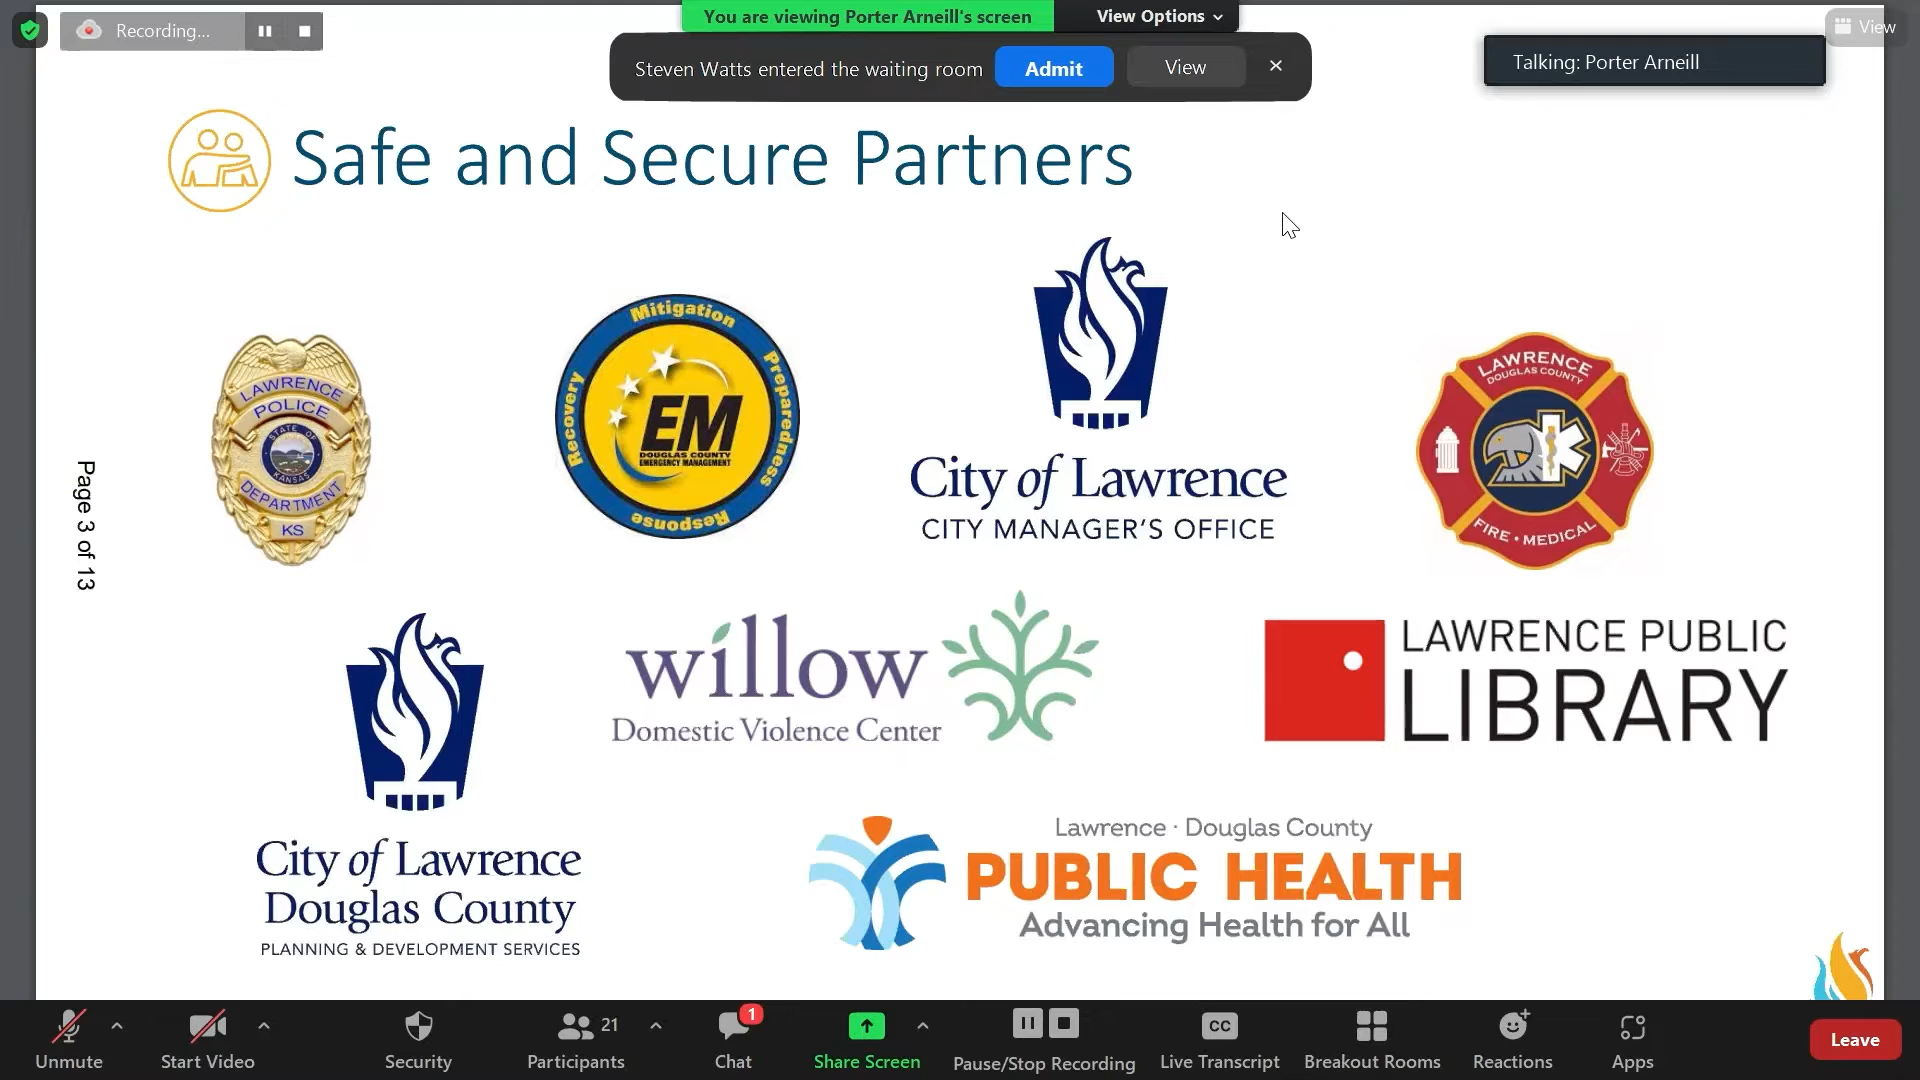 Recording...
You are viewing Porter Arneill's screen
View Options
View
Steven Watts entered the waiting room
Admit
View
Talking: Porter Arneill
Safe and Secure Partners
Page 3 of 13
LAWRENCE
POLICE
STATE OF
KANSAS
DEPARTMENT
KS
Mitigation
Preparedness
Response
Recovery
EM
DOUGLAS COUNTY
EMERGENCY MANAGEMENT
City of Lawrence
CITY MANAGER'S OFFICE
LAWRENCE
DOUGLAS COUNTY
FIRE • MEDICAL
City of Lawrence
Douglas County
PLANNING & DEVELOPMENT SERVICES
willow
Domestic Violence Center
LAWRENCE PUBLIC
LIBRARY
Lawrence · Douglas County
PUBLIC HEALTH
Advancing Health for All
Unmute
Start Video
Security
21
Participants
1
Chat
Share Screen
Pause/Stop Recording
CC
Live Transcript
Breakout Rooms
Reactions
Apps
Leave